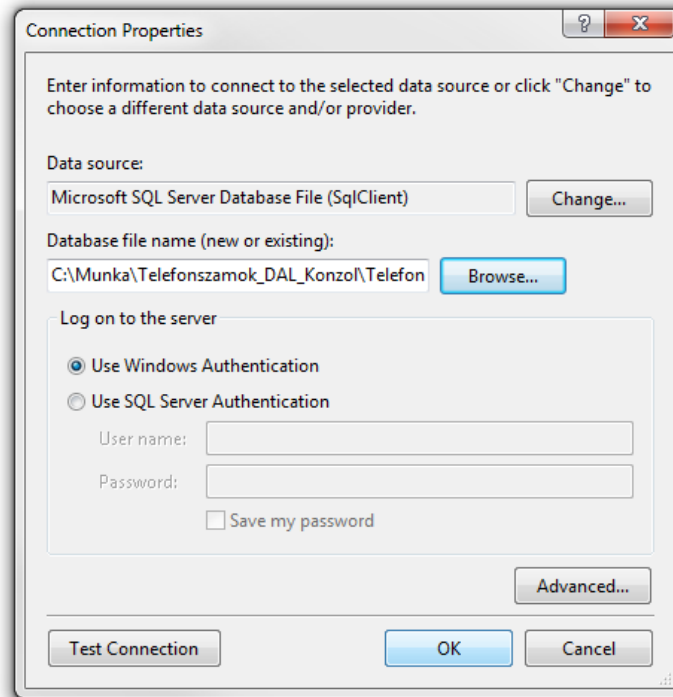 Connection Properties
Enter information to connect to the selected data source or click "Change" to
choose a different data source and/or provider.
Data source:
Microsoft SQL Server Database File (SqlClient)
Change...
Database file name (new or existing):
C:\Munka\Telefonszamok_DAL_Konzol\Telefon
Browse...
Log on to the server
Use Windows Authentication
Use SQL Server Authentication
User name:
Password:
Save my password
Advanced...
Test Connection
OK
Cancel